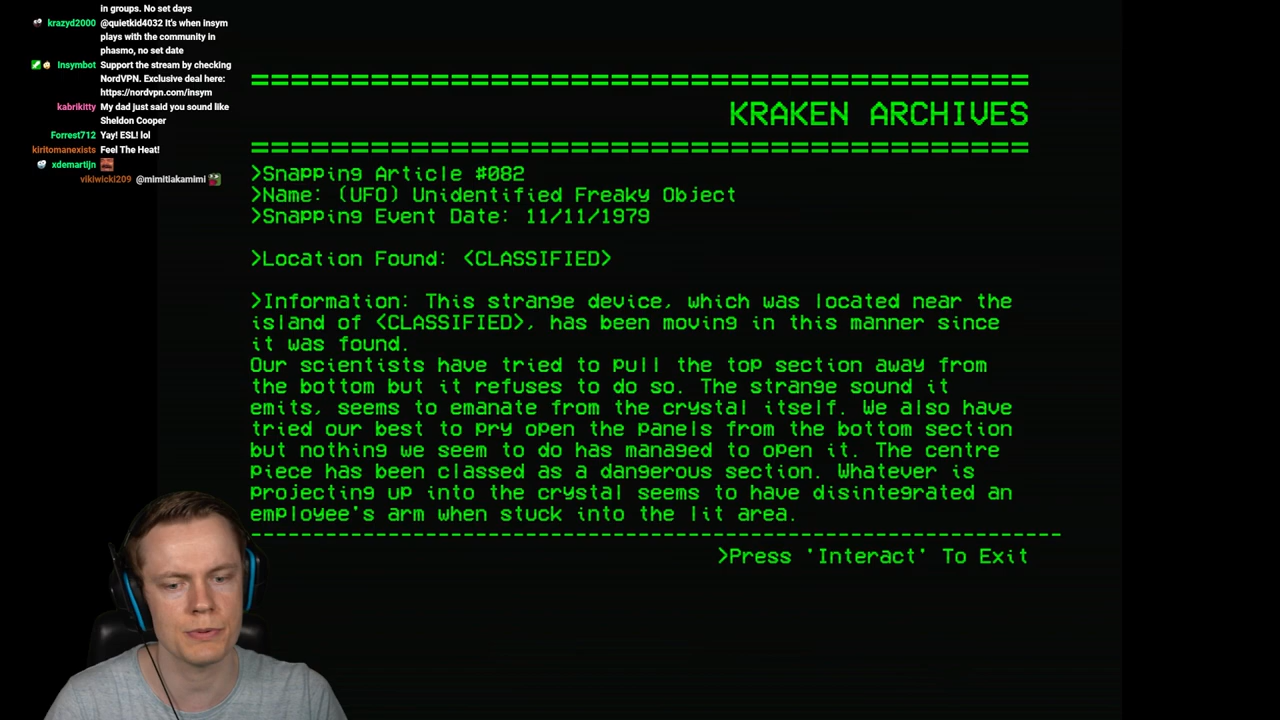 in groups. No set days
krazyd2000 @quietkid4032 It's when insym
plays with the community in
phasmo, no set date
Insymbot Support the stream by checking
NordVPN. Exclusive deal here:
https://nordvpn.com/insym
kabrikitty My dad just said you sound like
Sheldon Cooper
Forrest712 Yay! ESL! lol
kiritomanexists Feel The Heat!
xdemartijn
vikiwicki209 @mimitiakamimi
========================================
KRAKEN ARCHIVES
========================================
>Snapping Article #082
>Name: (UFO) Unidentified Freaky Object
>Snapping Event Date: 11/11/1979
>Location Found: <CLASSIFIED>
>Information: This strange device, which was located near the
island of <CLASSIFIED>, has been moving in this manner since
it was found.
Our scientists have tried to pull the top section away from
the bottom but it refuses to do so. The strange sound it
emits, seems to emanate from the crystal itself. We also have
tried our best to pry open the panels from the bottom section
but nothing we seem to do has managed to open it. The centre
piece has been classed as a dangerous section. Whatever is
projecting up into the crystal seems to have disintegrated an
employee's arm when stuck into the lit area.
-----------------------------------------------------------------
>Press 'Interact' To Exit